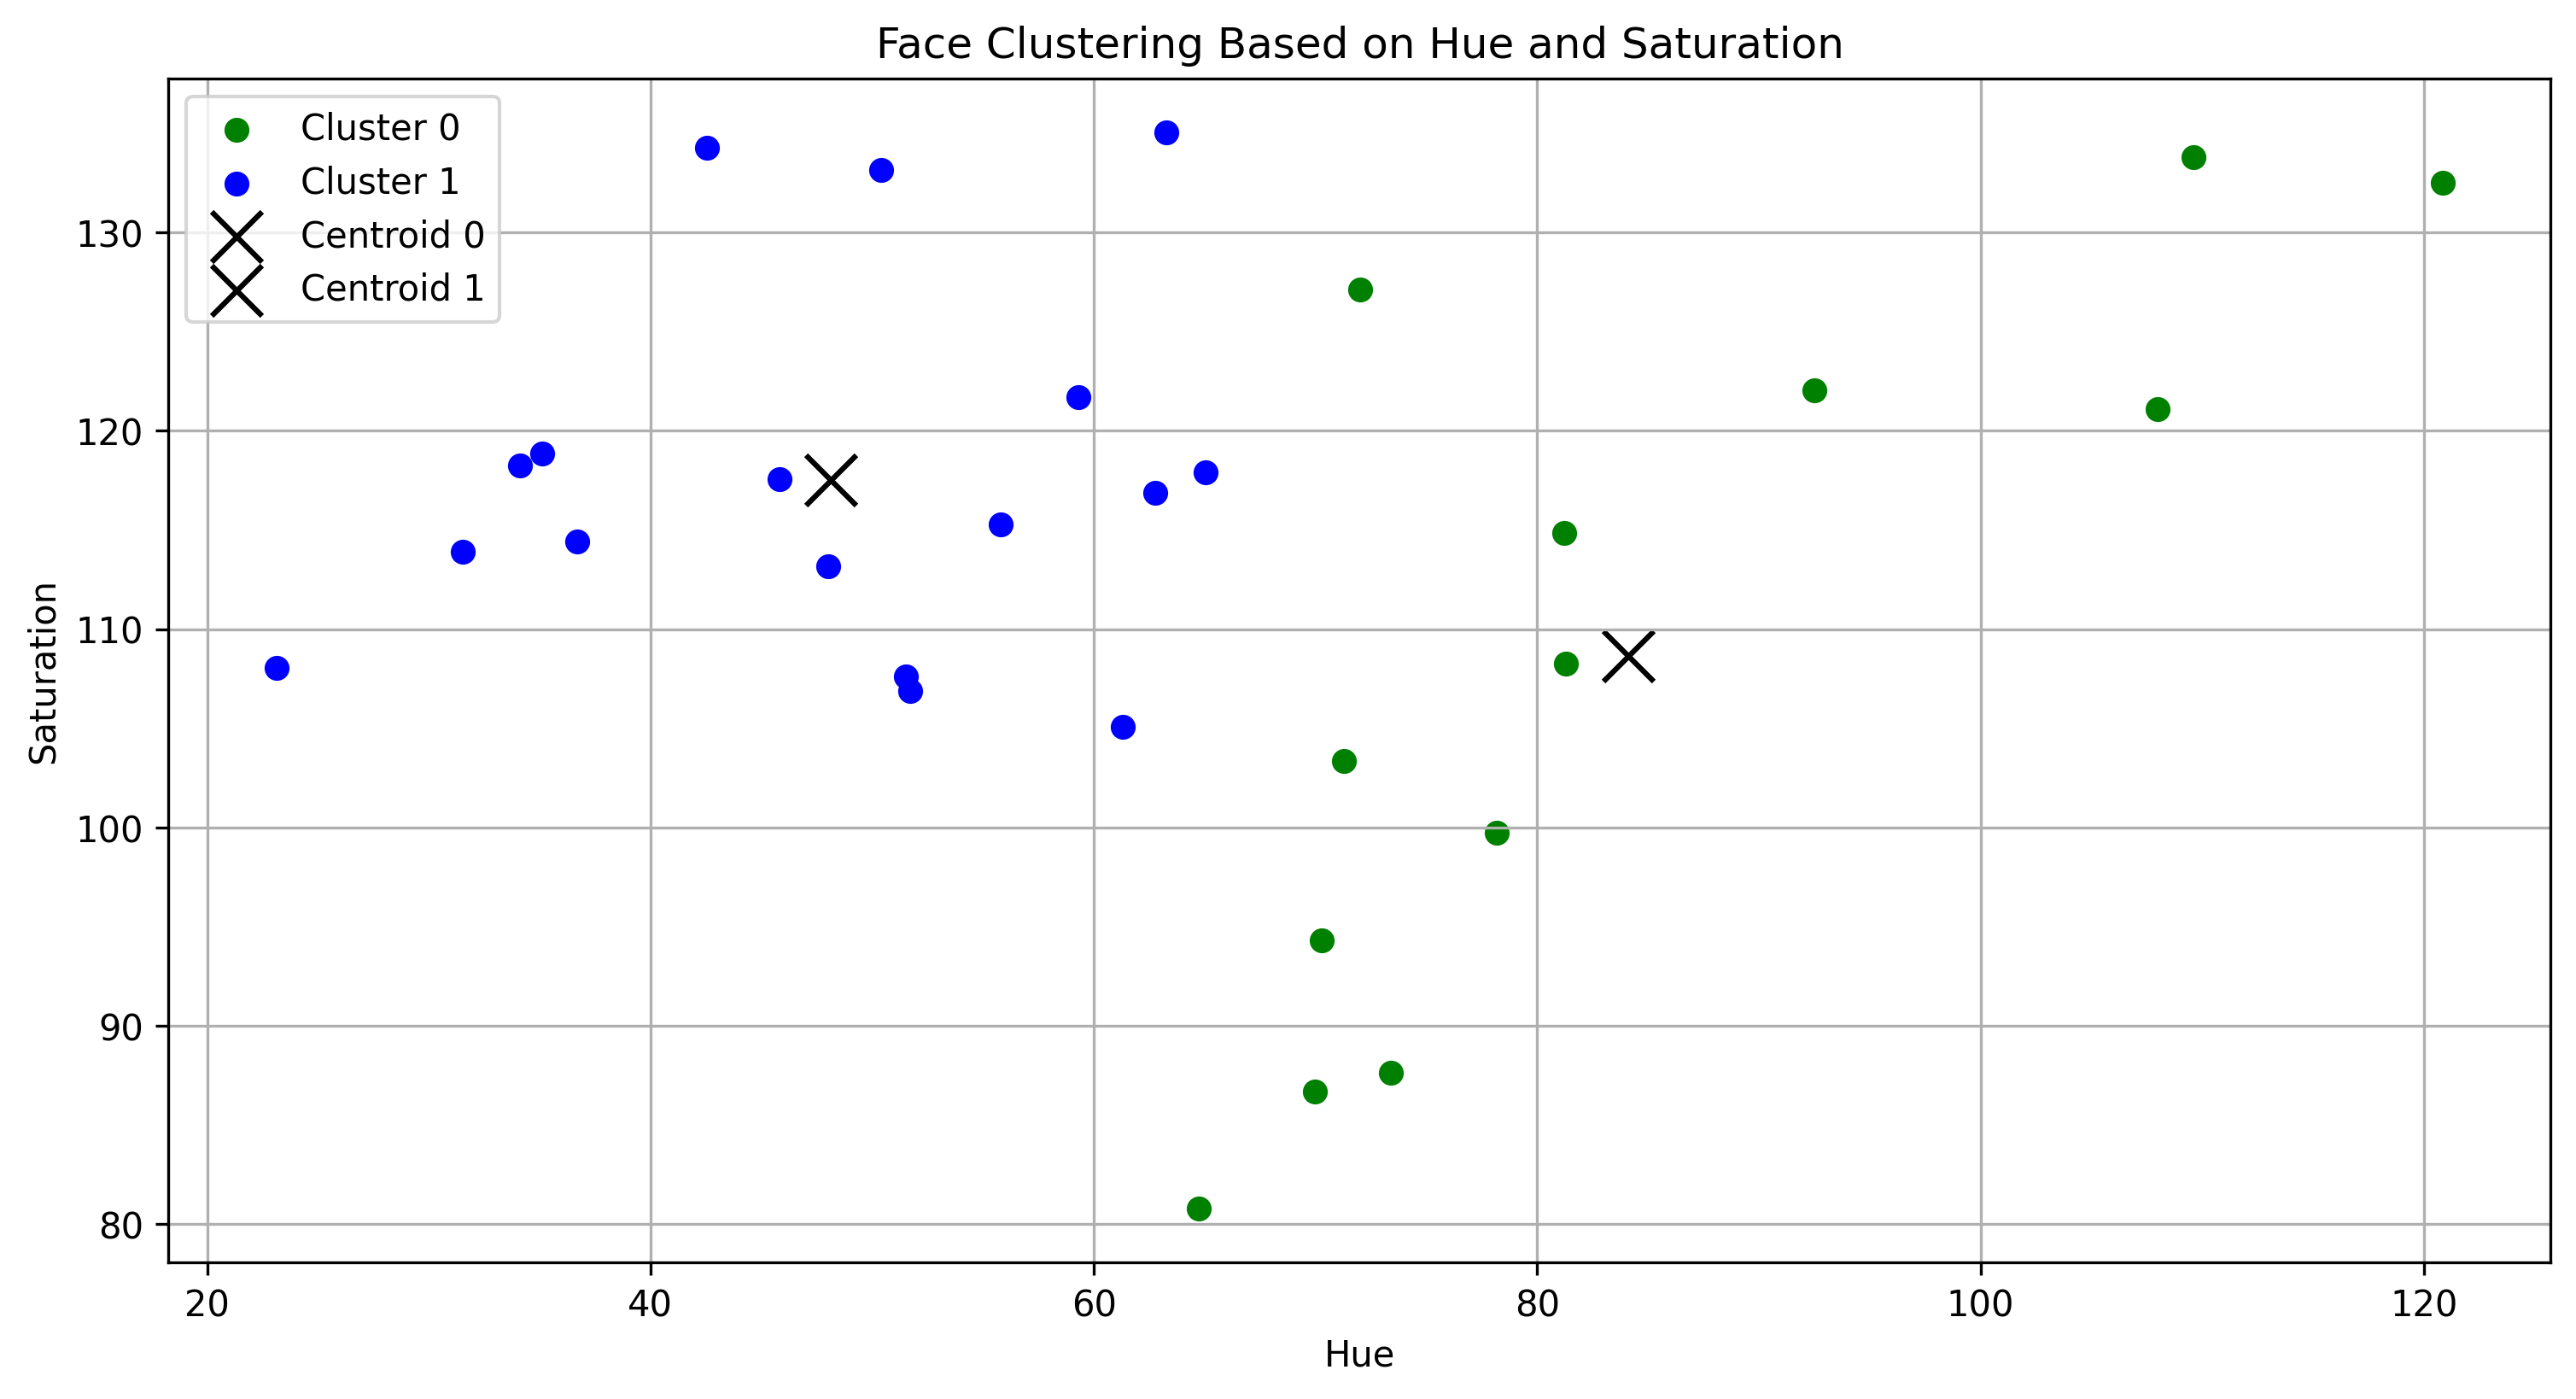 Face Clustering Based on Hue and Saturation
Cluster 0
Cluster 1
Centroid 0
Centroid 1
130
120
110
100
90
80
Saturation
20 40 60 80 100 120
Hue